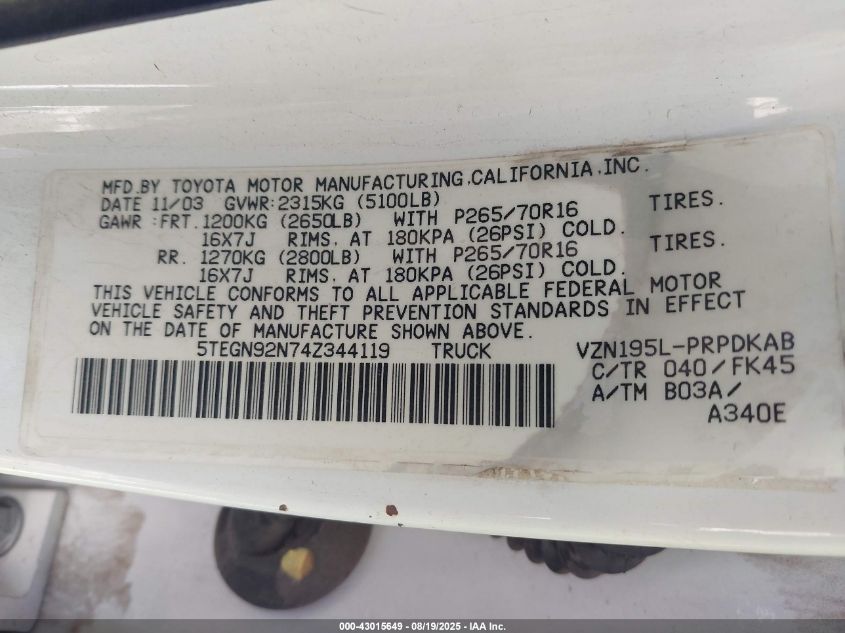 MFD.BY TOYOTA MOTOR MANUFACTURING,CALIFORNIA,INC.
DATE 11/03 GVWR:2315KG (5100LB)
GAWR:FRT.1200KG (2650LB) WITH P265/70R16 TIRES.
16X7J RIMS. AT 180KPA (26PSI) COLD.
RR. 1270KG (2800LB) WITH P265/70R16 TIRES.
16X7J RIMS. AT 180KPA (26PSI) COLD.
THIS VEHICLE CONFORMS TO ALL APPLICABLE FEDERAL MOTOR
VEHICLE SAFETY AND THEFT PREVENTION STANDARDS IN EFFECT
ON THE DATE OF MANUFACTURE SHOWN ABOVE.
5TEGN92N74Z344119 TRUCK VZN195L-PRPDKAB
C/TR 040/FK45
A/TM B03A/
A340E
000-43015649 - 08/19/2025 - IAA Inc.